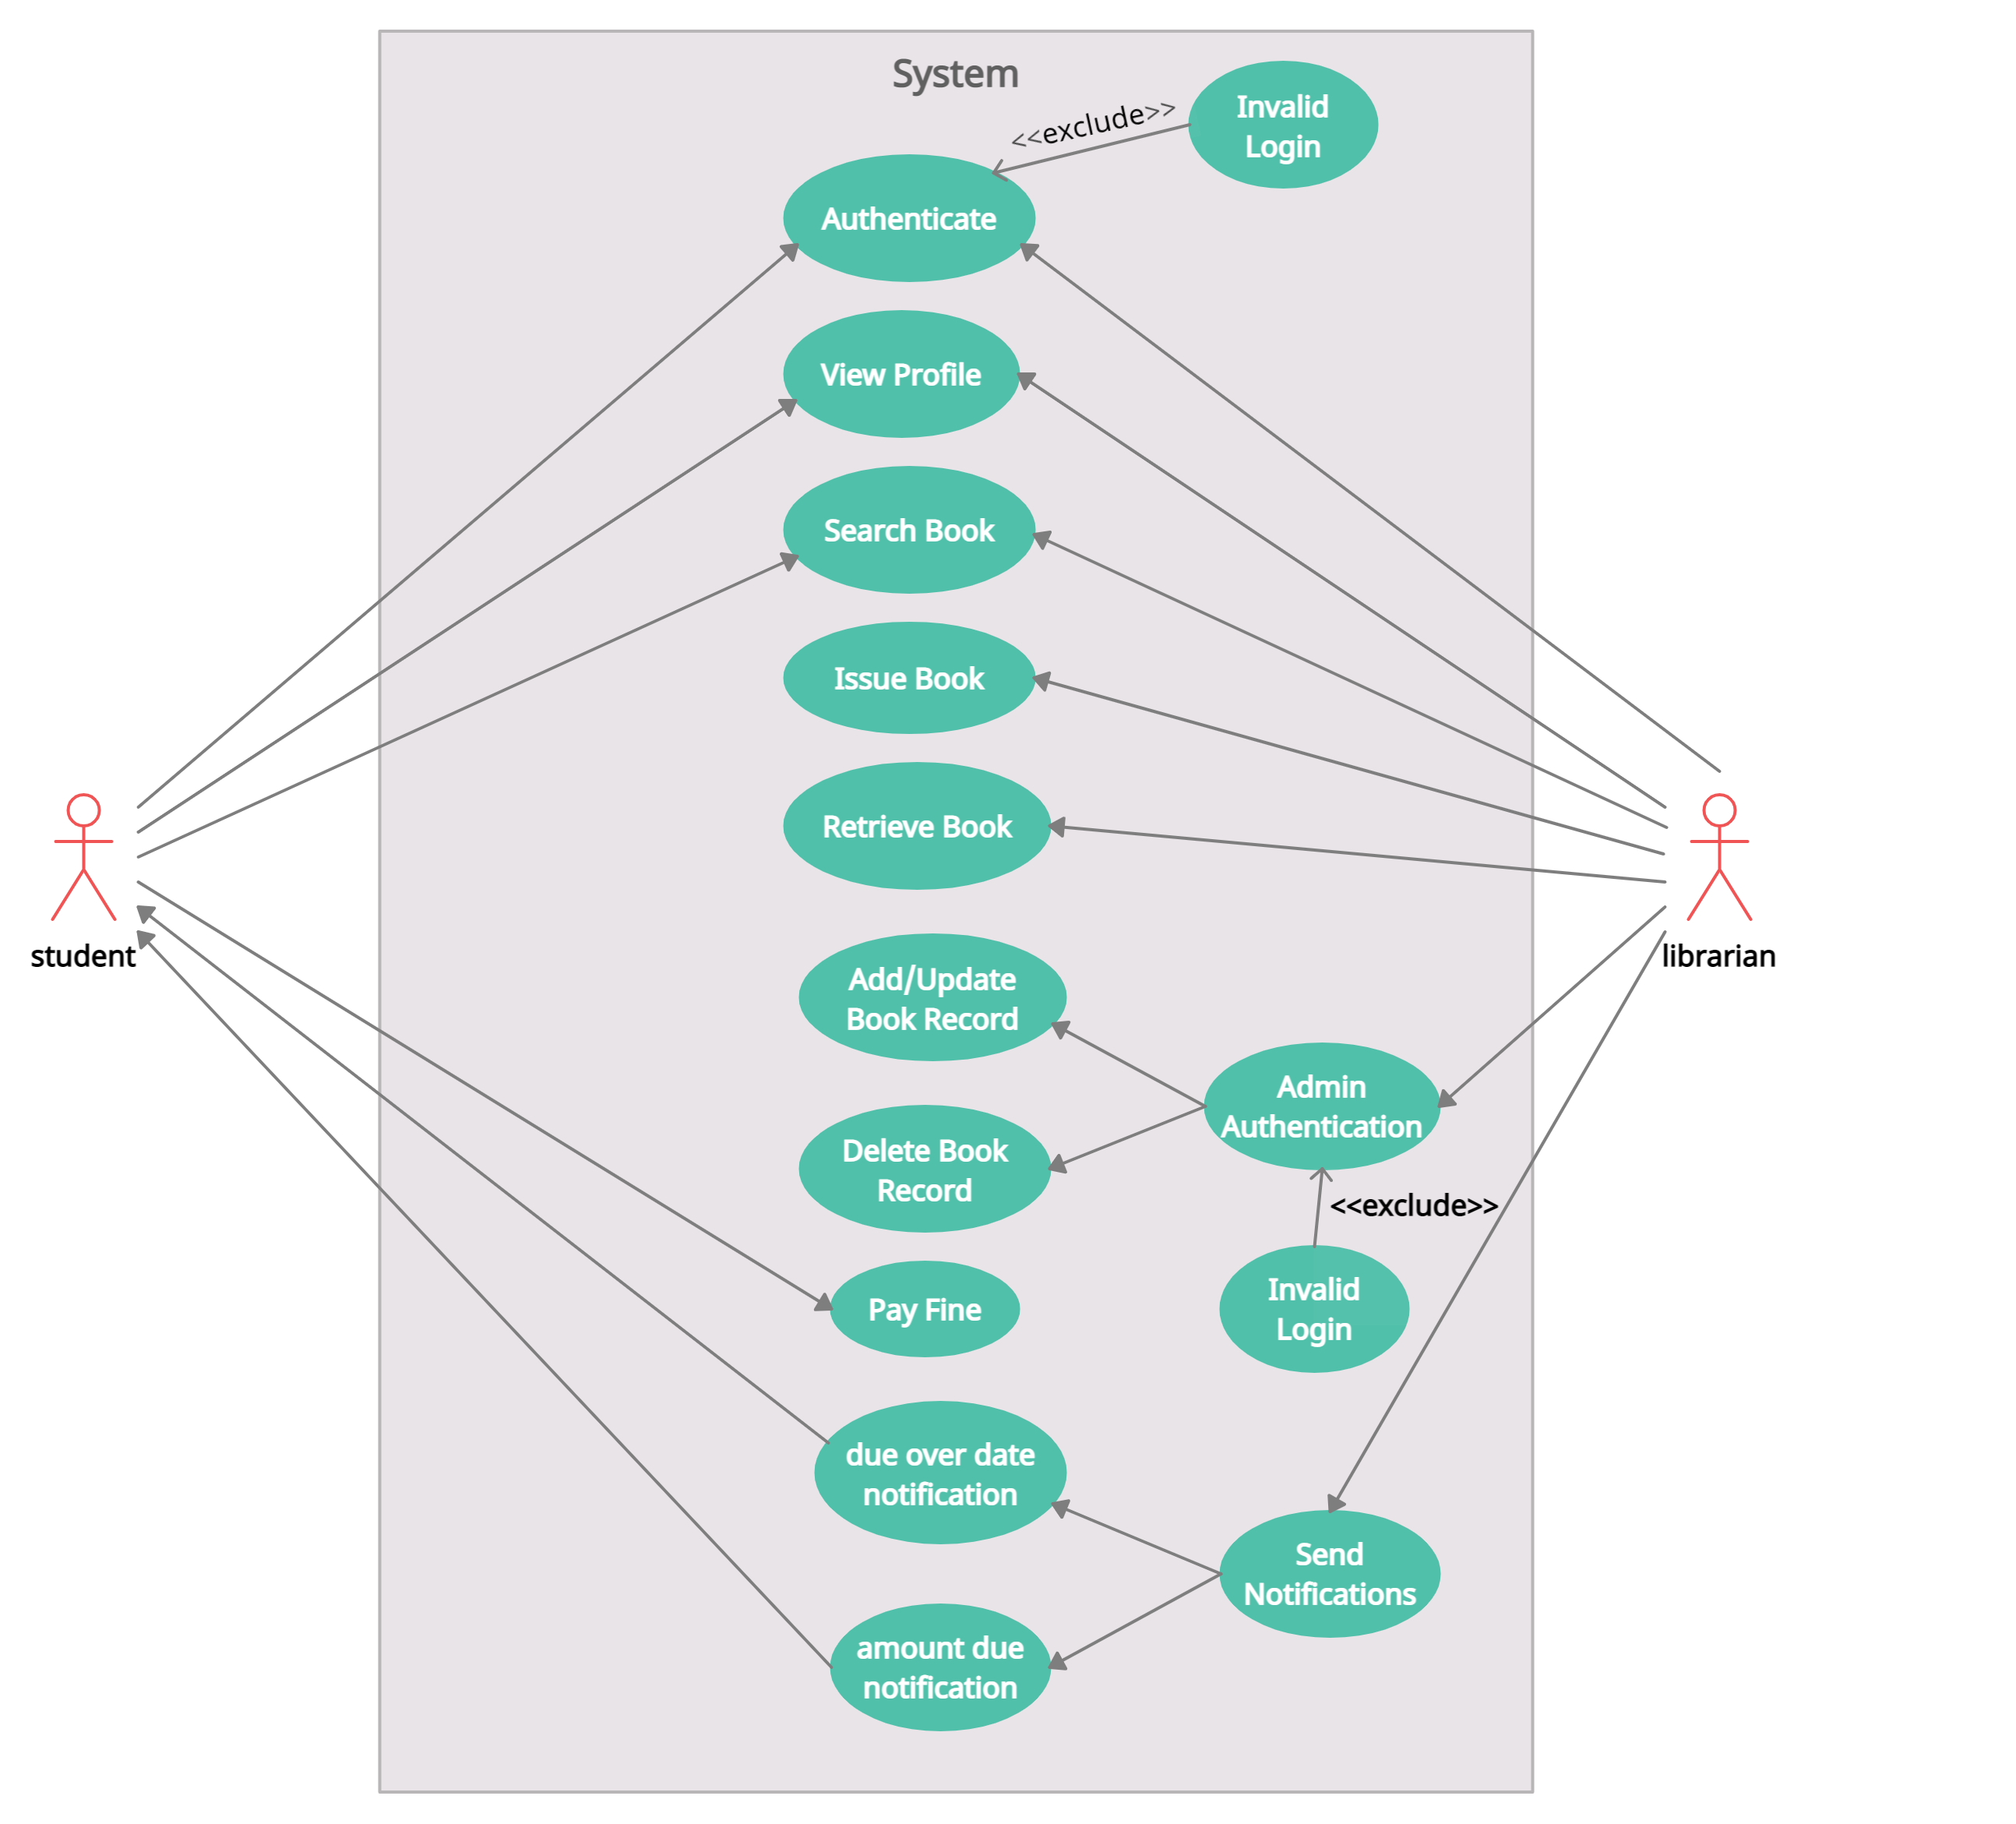 System
<<exclude>>
Invalid
Login
Authenticate
View Profile
Search Book
Issue Book
Retrieve Book
student
librarian
Add/Update
Book Record
Admin
Authentication
Delete Book
Record
<<exclude>>
Pay Fine
Invalid
Login
due over date
notification
Send
Notifications
amount due
notification